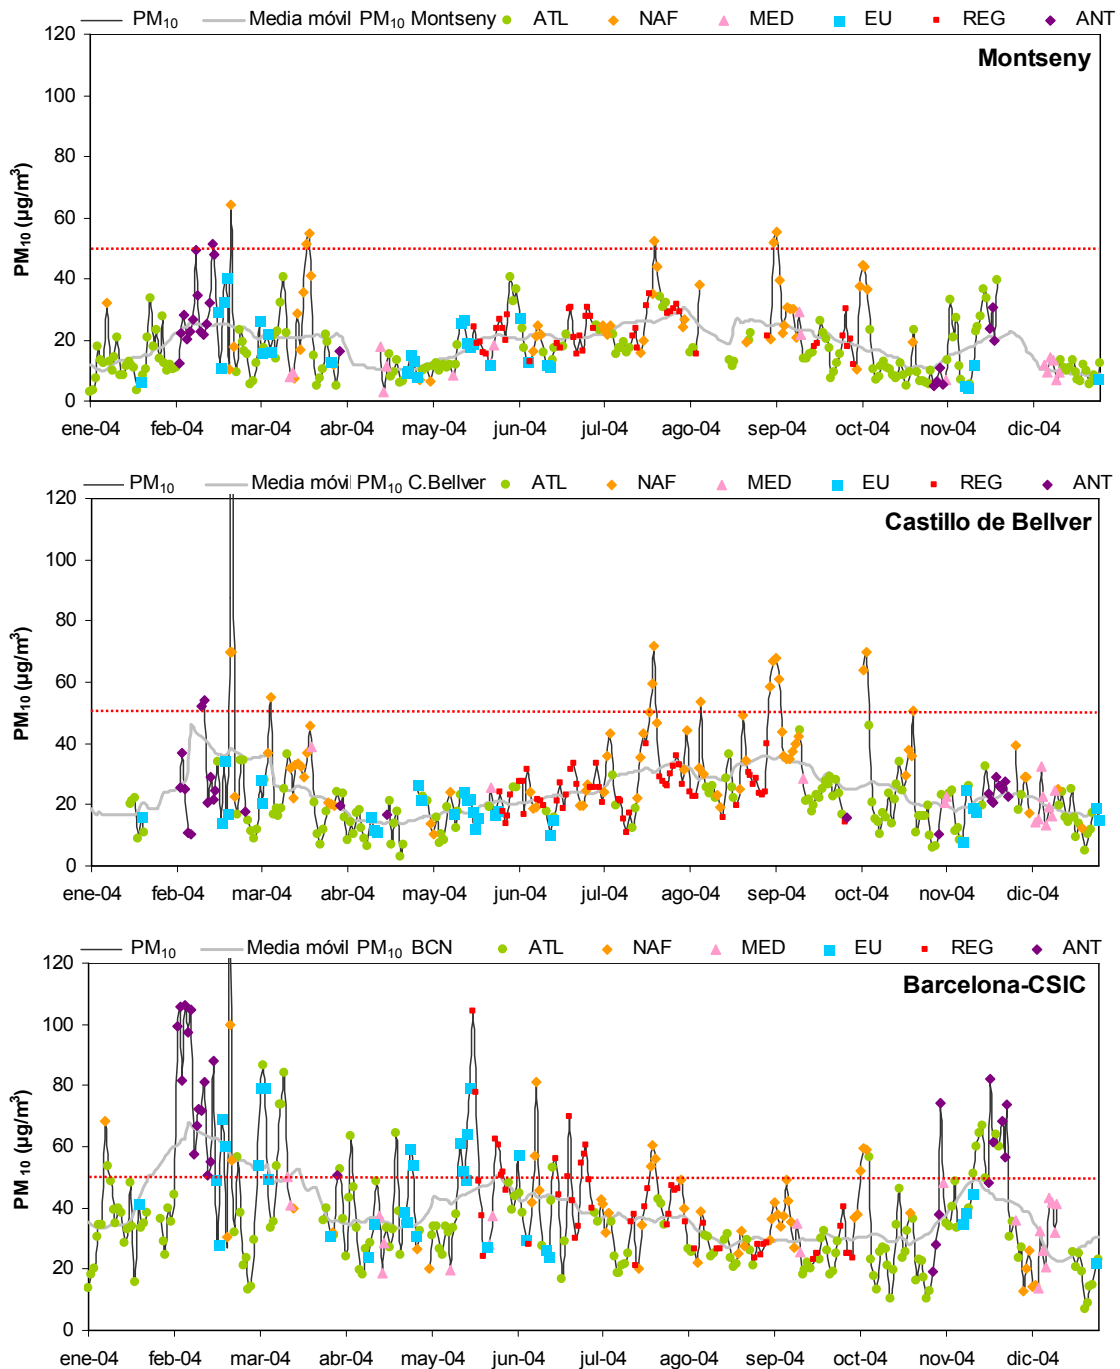 PM10 Media móvil PM10 Montseny ATL NAF MED EU REG ANT
Montseny
120
100
80
60
40
20
0
PM10 (µg/m³)
ene-04 feb-04 mar-04 abr-04 may-04 jun-04 jul-04 ago-04 sep-04 oct-04 nov-04 dic-04
PM10 Media móvil PM10 C.Bellver ATL NAF MED EU REG ANT
Castillo de Bellver
120
100
80
60
40
20
0
PM10 (µg/m³)
ene-04 feb-04 mar-04 abr-04 may-04 jun-04 jul-04 ago-04 sep-04 oct-04 nov-04 dic-04
PM10 Media móvil PM10 BCN ATL NAF MED EU REG ANT
Barcelona-CSIC
120
100
80
60
40
20
0
PM10 (µg/m³)
ene-04 feb-04 mar-04 abr-04 may-04 jun-04 jul-04 ago-04 sep-04 oct-04 nov-04 dic-04